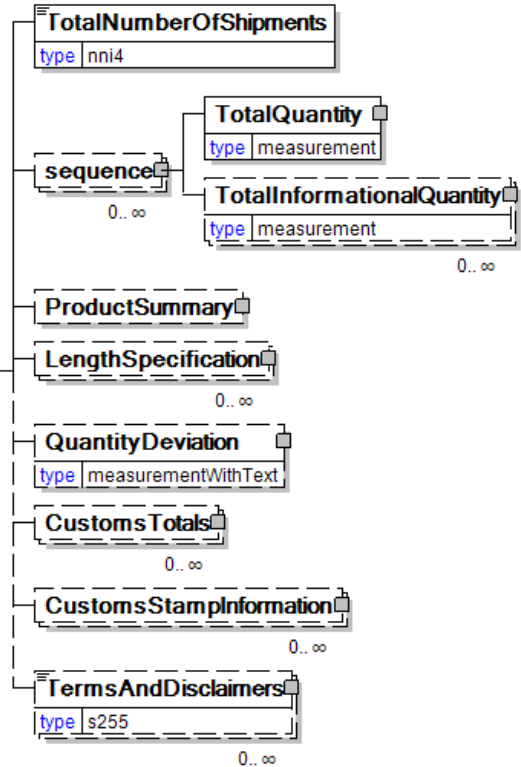 TotalNumberOfShipments
type nni4
TotalQuantity
type measurement
sequence
0.. ∞
TotalInformationalQuantity
type measurement
0.. ∞
ProductSummary
LengthSpecification
0.. ∞
QuantityDeviation
type measurementWithText
CustomsTotals
0.. ∞
CustomsStampInformation
0.. ∞
TermsAndDisclaimers
type s255
0.. ∞